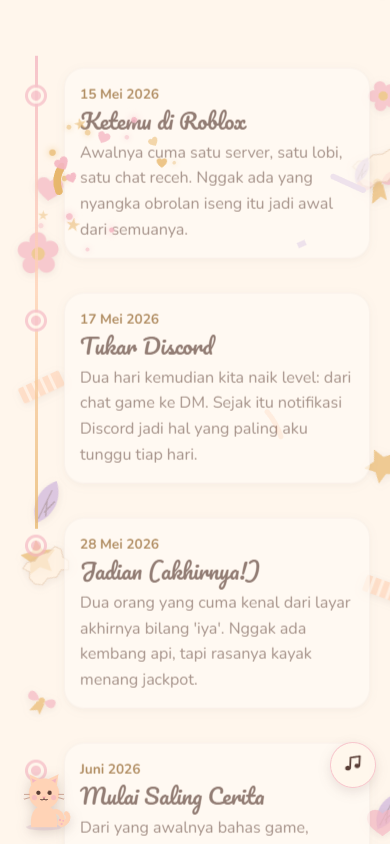 15 Mei 2026
Ketemu di Roblox
Awalnya cuma satu server, satu lobi,
satu chat receh. Nggak ada yang
nyangka obrolan iseng itu jadi awal
dari semuanya.
17 Mei 2026
Tukar Discord
Dua hari kemudian kita naik level: dari
chat game ke DM. Sejak itu notifikasi
Discord jadi hal yang paling aku
tunggu tiap hari.
28 Mei 2026
Jadian (akhirnya!)
Dua orang yang cuma kenal dari layar
akhirnya bilang 'iya'. Nggak ada
kembang api, tapi rasanya kayak
menang jackpot.
Juni 2026
Mulai Saling Cerita
Dari yang awalnya bahas game,